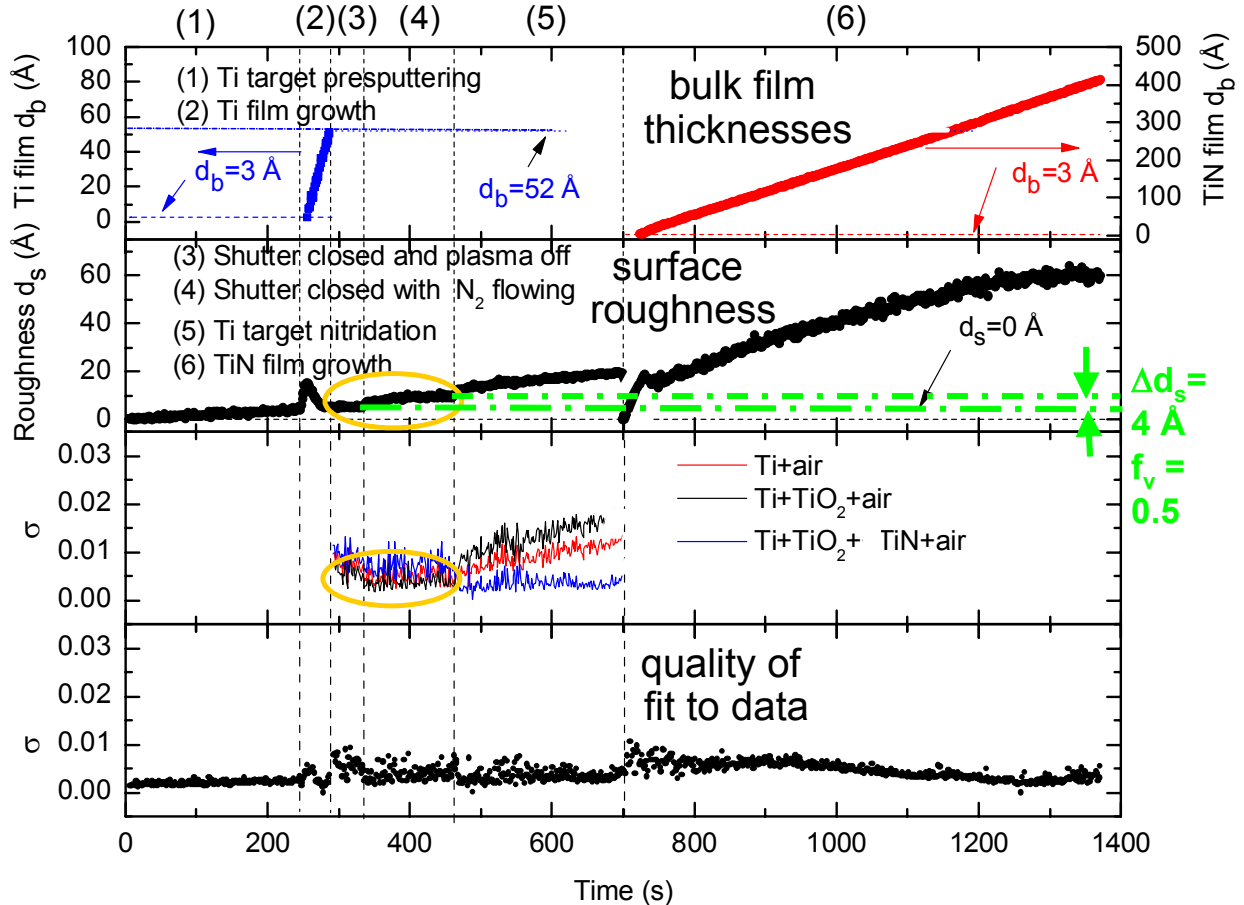 (1) (2) (3) (4) (5) (6)
100 500
80 400
60 300
40 200
20 100
0 0
Ti film d_b (Å)
TiN film d_b (Å)
(1) Ti target presputtering
(2) Ti film growth
bulk film
thicknesses
d_b=3 Å
d_b=52 Å
d_b=3 Å
Roughness d_s (Å)
60
40
20
0
(3) Shutter closed and plasma off
(4) Shutter closed with N₂ flowing
(5) Ti target nitridation
(6) TiN film growth
surface
roughness
d_s=0 Å
Δd_s=
4 Å
f_v =
0.5
σ
0.03
0.02
0.01
0.00
Ti+air
Ti+TiO₂+air
Ti+TiO₂+ TiN+air
σ
0.03
0.02
0.01
0.00
quality of
fit to data
0 200 400 600 800 1000 1200 1400
Time (s)